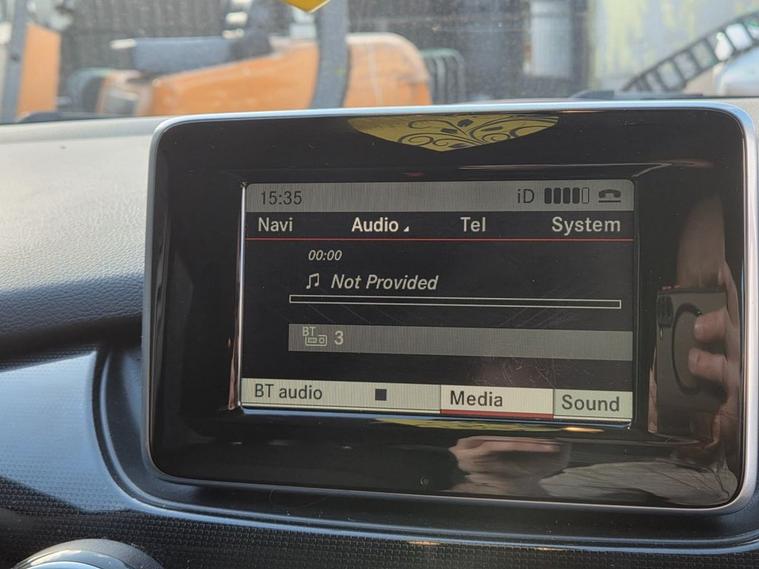 15:35 iD
Navi Audio Tel System
00:00
Not Provided
BT 3
BT audio Media Sound